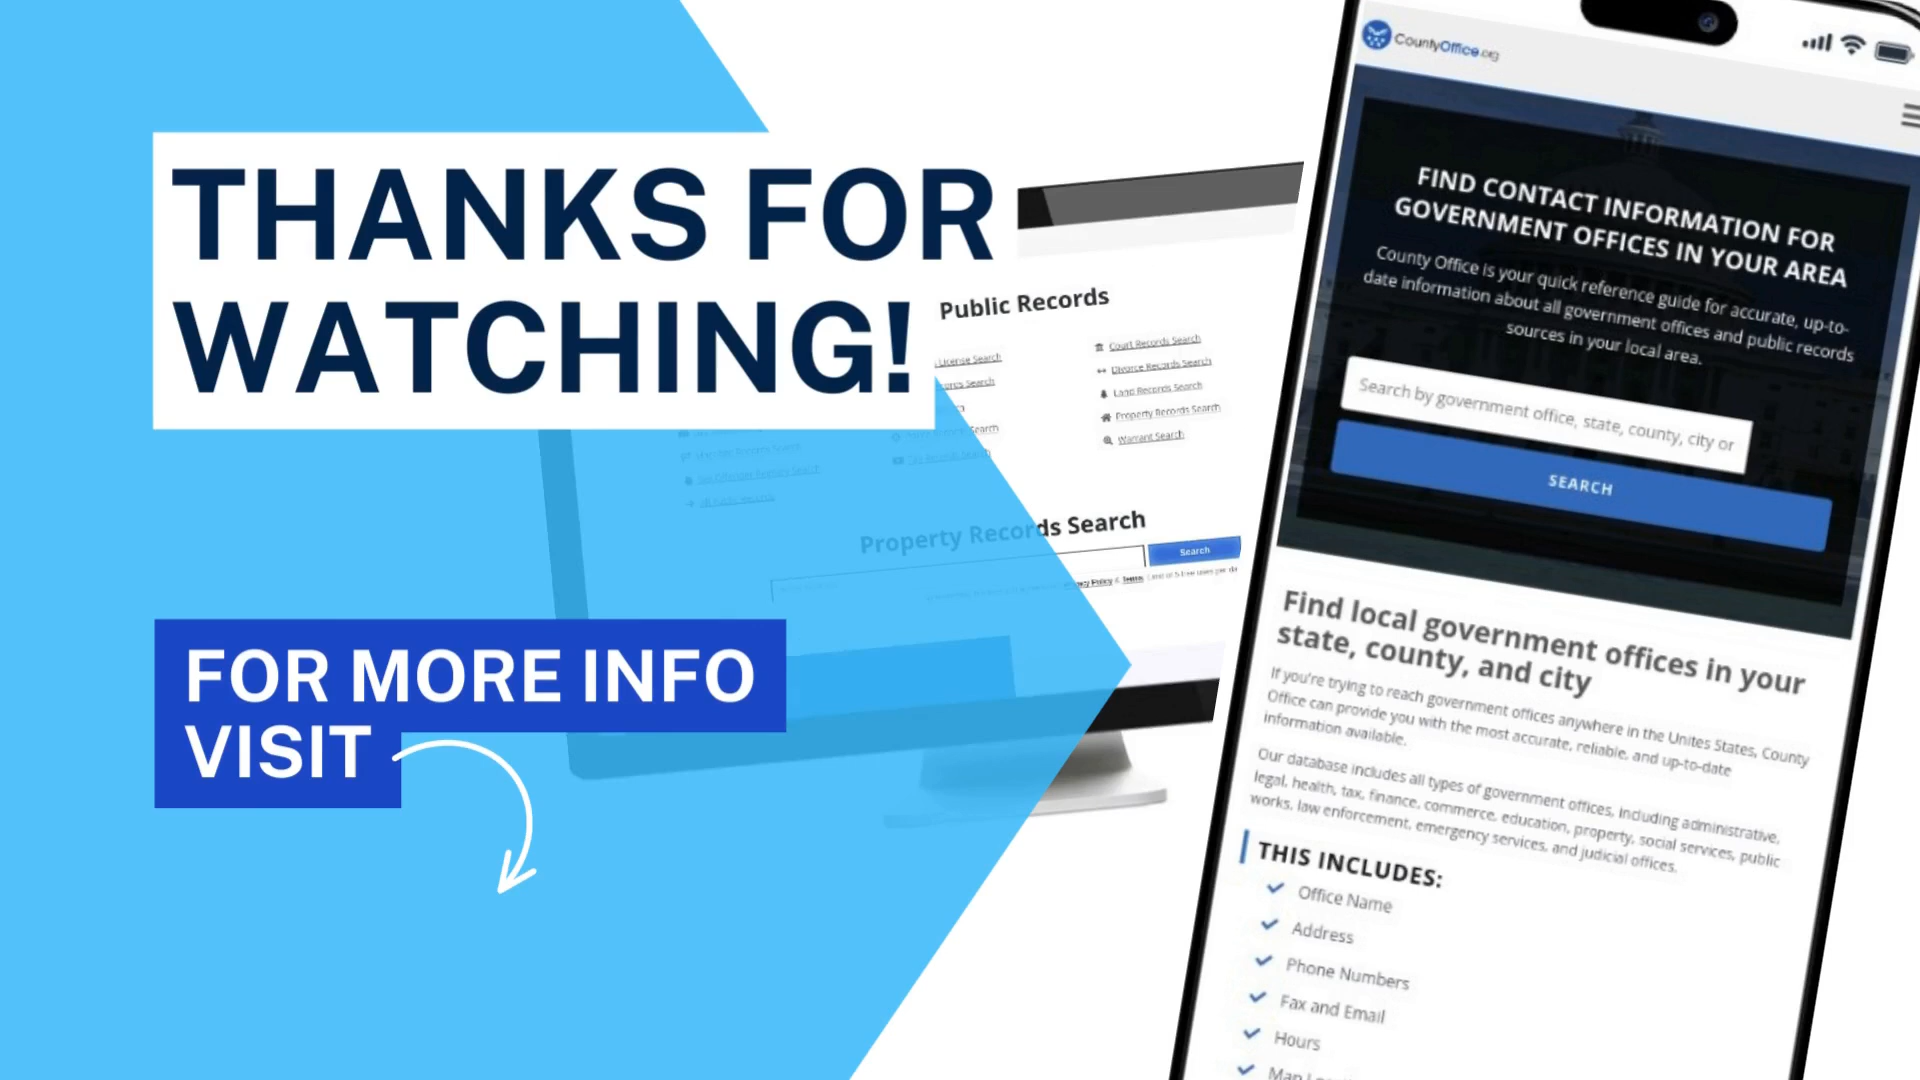 THANKS FOR
WATCHING!
FOR MORE INFO
VISIT
Public Records
License Search
Search
Search
Court Records Search
Divorce Records Search
Land Records Search
Property Records Search
Warrant Search
Property Records Search
Search
Policy & Terms.
CountyOffice.org
FIND CONTACT INFORMATION FOR
GOVERNMENT OFFICES IN YOUR AREA
County Office is your quick reference guide for accurate, up-to-
date information about all government offices and public records
sources in your local area.
Search by government office, state, county, city or
SEARCH
Find local government offices in your
state, county, and city
If you're trying to reach government offices anywhere in the Unites States, County
Office can provide you with the most accurate, reliable, and up-to-date
information available.
Our database includes all types of government offices, including administrative,
legal, health, tax, finance, commerce, education, property, social services, public
works, law enforcement, emergency services, and judicial offices.
THIS INCLUDES:
Office Name
Address
Phone Numbers
Fax and Email
Hours